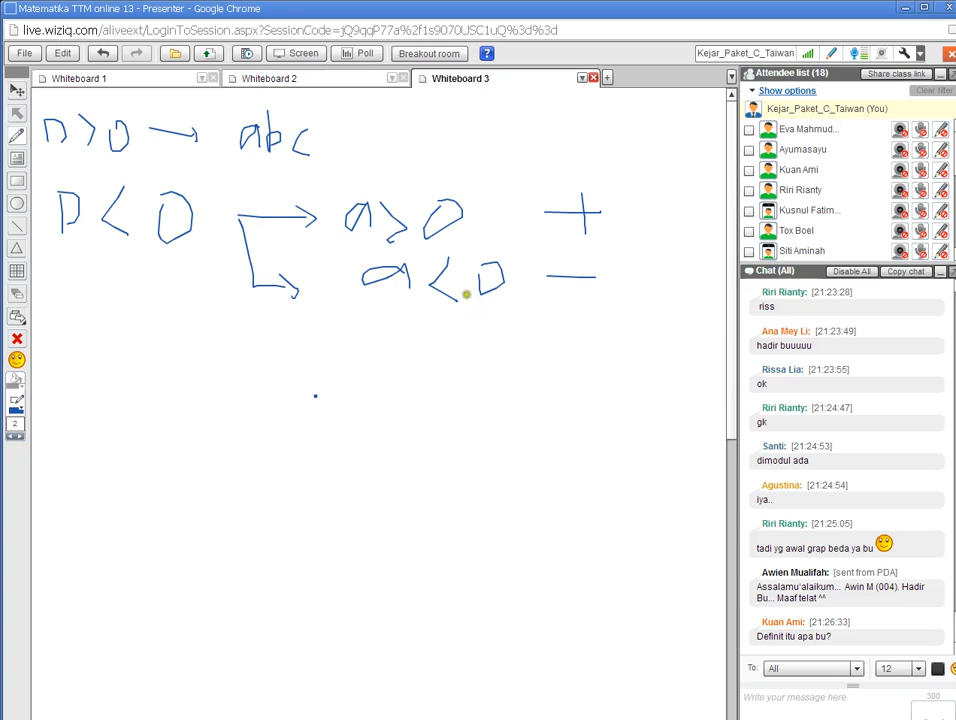 Matematika TTM online 13 - Presenter - Google Chrome
live.wiziq.com/aliveext/LoginToSession.aspx?SessionCode=jQ9qqP77a%2f1s9070USC1uQ%3d%3d
File Edit Screen Poll Breakout room ? Kejar_Paket_C_Taiwan
Whiteboard 1 Whiteboard 2 Whiteboard 3
Attendee list (18) Share class link
Show options Clear filter
Kejar_Paket_C_Taiwan (You)
Eva Mahmud...
Ayumasayu
Kuan Ami
Riri Rianty
Kusnul Fatim...
Tox Boel
Siti Aminah
D > 0 → abc
D < 0 → a > 0 +
a < 0 −
2
Chat (All) Disable All Copy chat
Riri Rianty: [21:23:28]
riss
Ana Mey Li: [21:23:49]
hadir buuuuu
Rissa Lia: [21:23:55]
ok
Riri Rianty: [21:24:47]
gk
Santi: [21:24:53]
dimodul ada
Agustina: [21:24:54]
iya..
Riri Rianty: [21:25:05]
tadi yg awal grap beda ya bu
Awien Mualifah: [sent from PDA]
Assalamu'alaikum... Awin M (004). Hadir
Bu... Maaf telat ^^
Kuan Ami: [21:26:33]
Definit itu apa bu?
To: All 12
Write your message here... 300